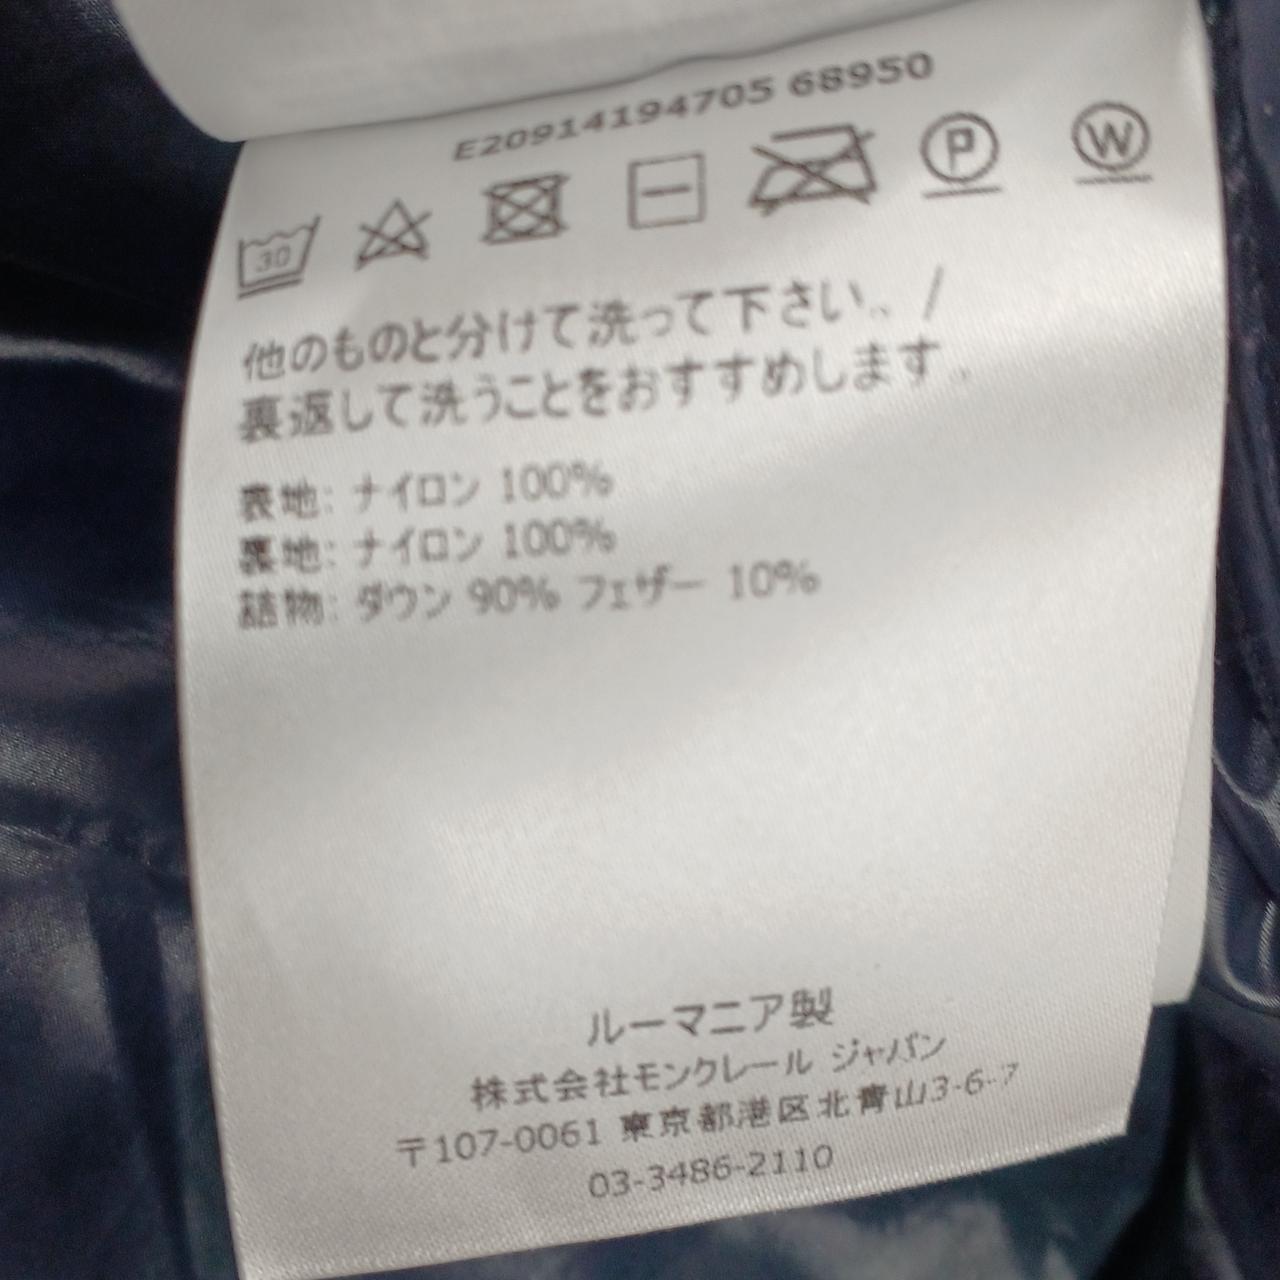 E20914194705 68950
30
P
W
他のものと分けて洗って下さい。/
裏返して洗うことをおすすめします。
表地: ナイロン 100%
裏地: ナイロン 100%
詰物: ダウン 90% フェザー 10%
ルーマニア製
株式会社モンクレール ジャパン
〒107-0061 東京都港区北青山3-6-7
03-3486-2110